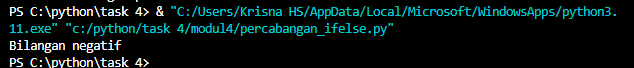 PS C:\python\task 4> & "C:/Users/Krisna HS/AppData/Local/Microsoft/WindowsApps/python3.
11.exe" "c:/python/task 4/modul4/percabangan_ifelse.py"
Bilangan negatif
PS C:\python\task 4>